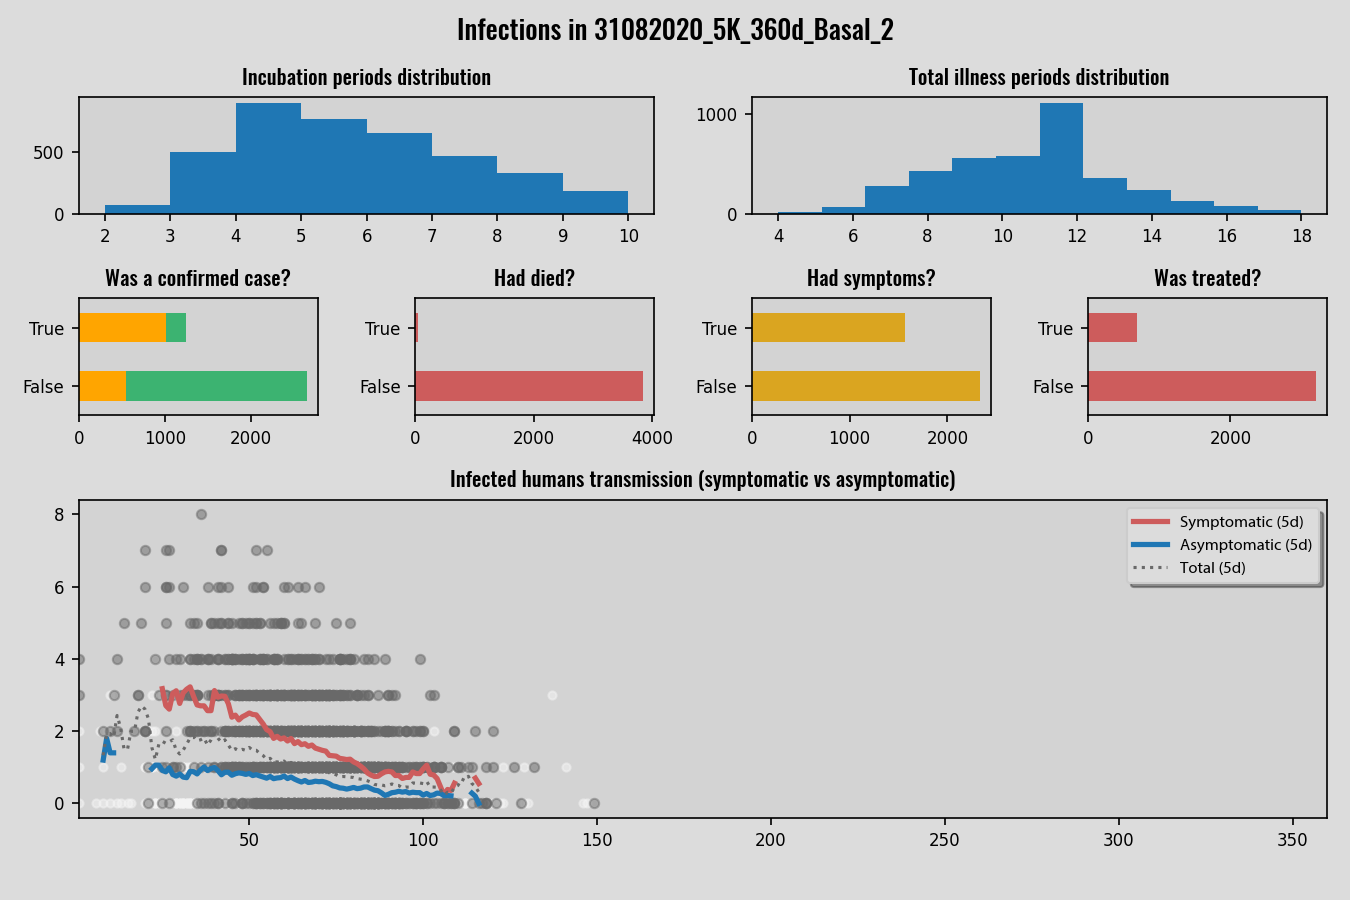 Infections in 31082020_5K_360d_Basal_2
Incubation periods distribution
Total illness periods distribution
500
0
2 3 4 5 6 7 8 9 10
1000
0
4 6 8 10 12 14 16 18
Was a confirmed case?
Had died?
Had symptoms?
Was treated?
True
False
0 1000 2000
True
False
0 2000 4000
True
False
0 1000 2000
True
False
0 2000
Infected humans transmission (symptomatic vs asymptomatic)
8
6
4
2
0
Symptomatic (5d)
Asymptomatic (5d)
Total (5d)
50 100 150 200 250 300 350